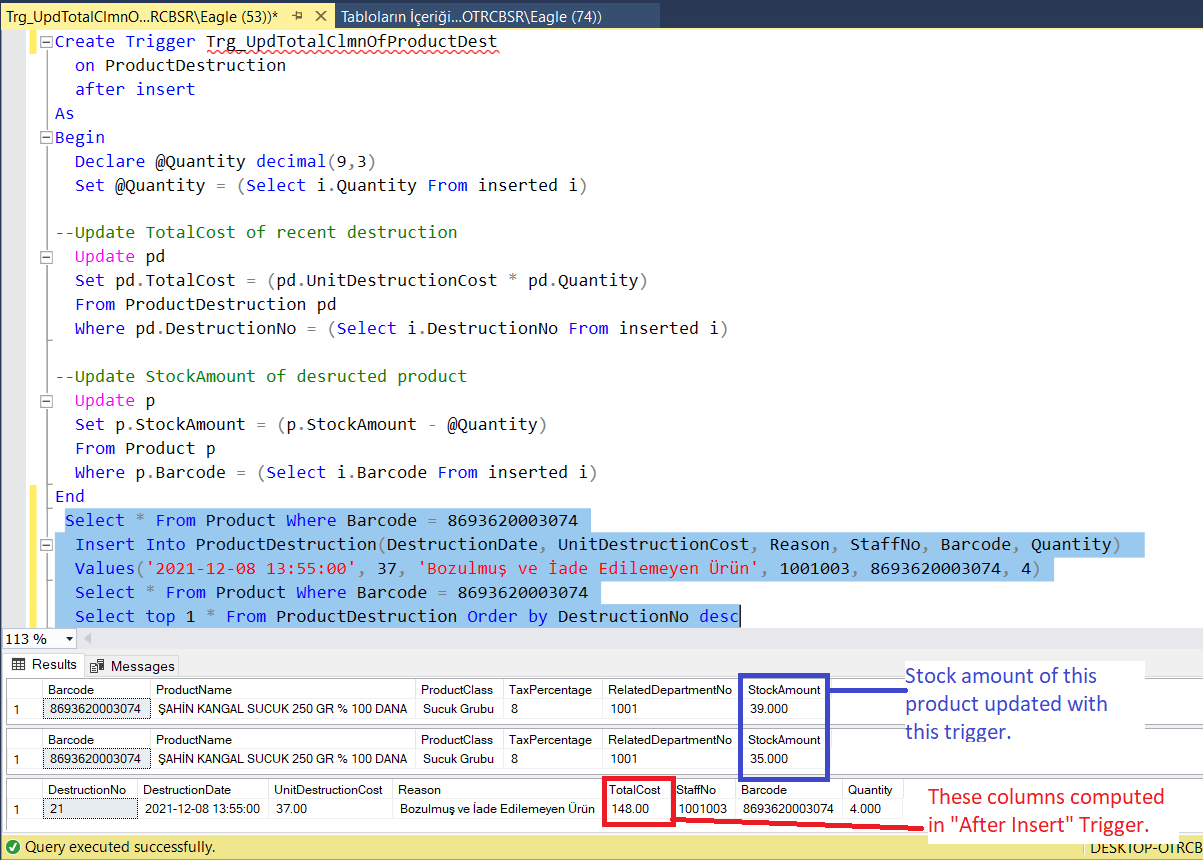 Trg_UpdTotalClmnO...RCBSR\Eagle (53))* Tabloların İçeriği...OTRCBSR\Eagle (74))
Create Trigger Trg_UpdTotalClmnOfProductDest
on ProductDestruction
after insert
As
Begin
Declare @Quantity decimal(9,3)
Set @Quantity = (Select i.Quantity From inserted i)
--Update TotalCost of recent destruction
Update pd
Set pd.TotalCost = (pd.UnitDestructionCost * pd.Quantity)
From ProductDestruction pd
Where pd.DestructionNo = (Select i.DestructionNo From inserted i)
--Update StockAmount of desructed product
Update p
Set p.StockAmount = (p.StockAmount - @Quantity)
From Product p
Where p.Barcode = (Select i.Barcode From inserted i)
End
Select * From Product Where Barcode = 8693620003074
Insert Into ProductDestruction(DestructionDate, UnitDestructionCost, Reason, StaffNo, Barcode, Quantity)
Values('2021-12-08 13:55:00', 37, 'Bozulmuş ve İade Edilemeyen Ürün', 1001003, 8693620003074, 4)
Select * From Product Where Barcode = 8693620003074
Select top 1 * From ProductDestruction Order by DestructionNo desc
113 %
Results Messages
Barcode ProductName ProductClass TaxPercentage RelatedDepartmentNo StockAmount
1 8693620003074 ŞAHİN KANGAL SUCUK 250 GR % 100 DANA Sucuk Grubu 8 1001 39.000
Barcode ProductName ProductClass TaxPercentage RelatedDepartmentNo StockAmount
1 8693620003074 ŞAHİN KANGAL SUCUK 250 GR % 100 DANA Sucuk Grubu 8 1001 35.000
Stock amount of this
product updated with
this trigger.
DestructionNo DestructionDate UnitDestructionCost Reason TotalCost StaffNo Barcode Quantity
1 21 2021-12-08 13:55:00 37.00 Bozulmuş ve İade Edilemeyen Ürün 148.00 1001003 8693620003074 4.000
These columns computed
in "After Insert" Trigger.
Query executed successfully. DESKTOP-OTRCB